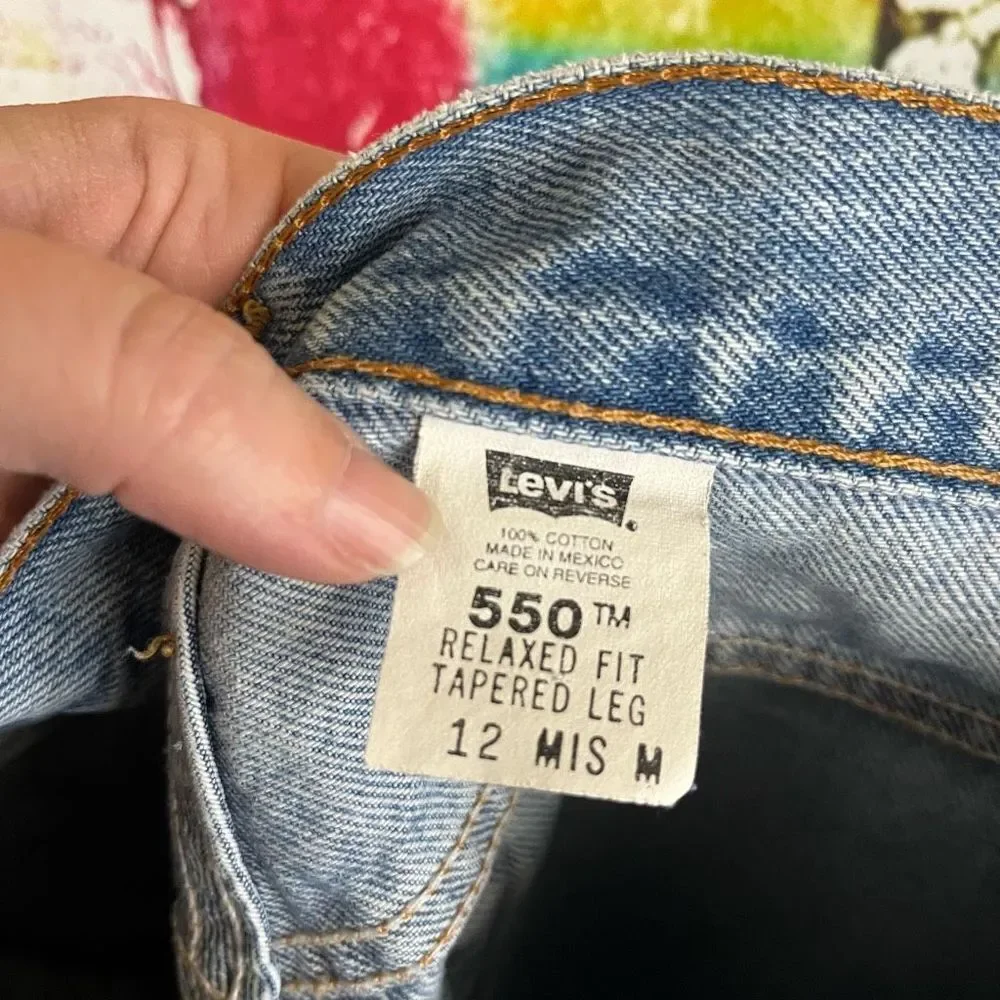 Levi's
100% COTTON
MADE IN MEXICO
CARE ON REVERSE
550™
RELAXED FIT
TAPERED LEG
12 MIS M